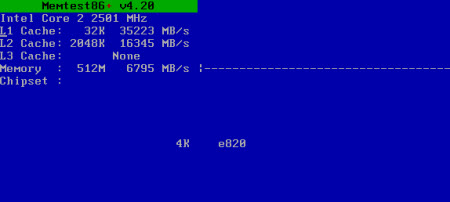 Memtest86+ v4.20
Intel Core 2 2501 MHz
L1 Cache: 32K 35223 MB/s
L2 Cache: 2048K 16345 MB/s
L3 Cache: None
Memory : 512M 6795 MB/s |------------------------------------
Chipset :
4K e820